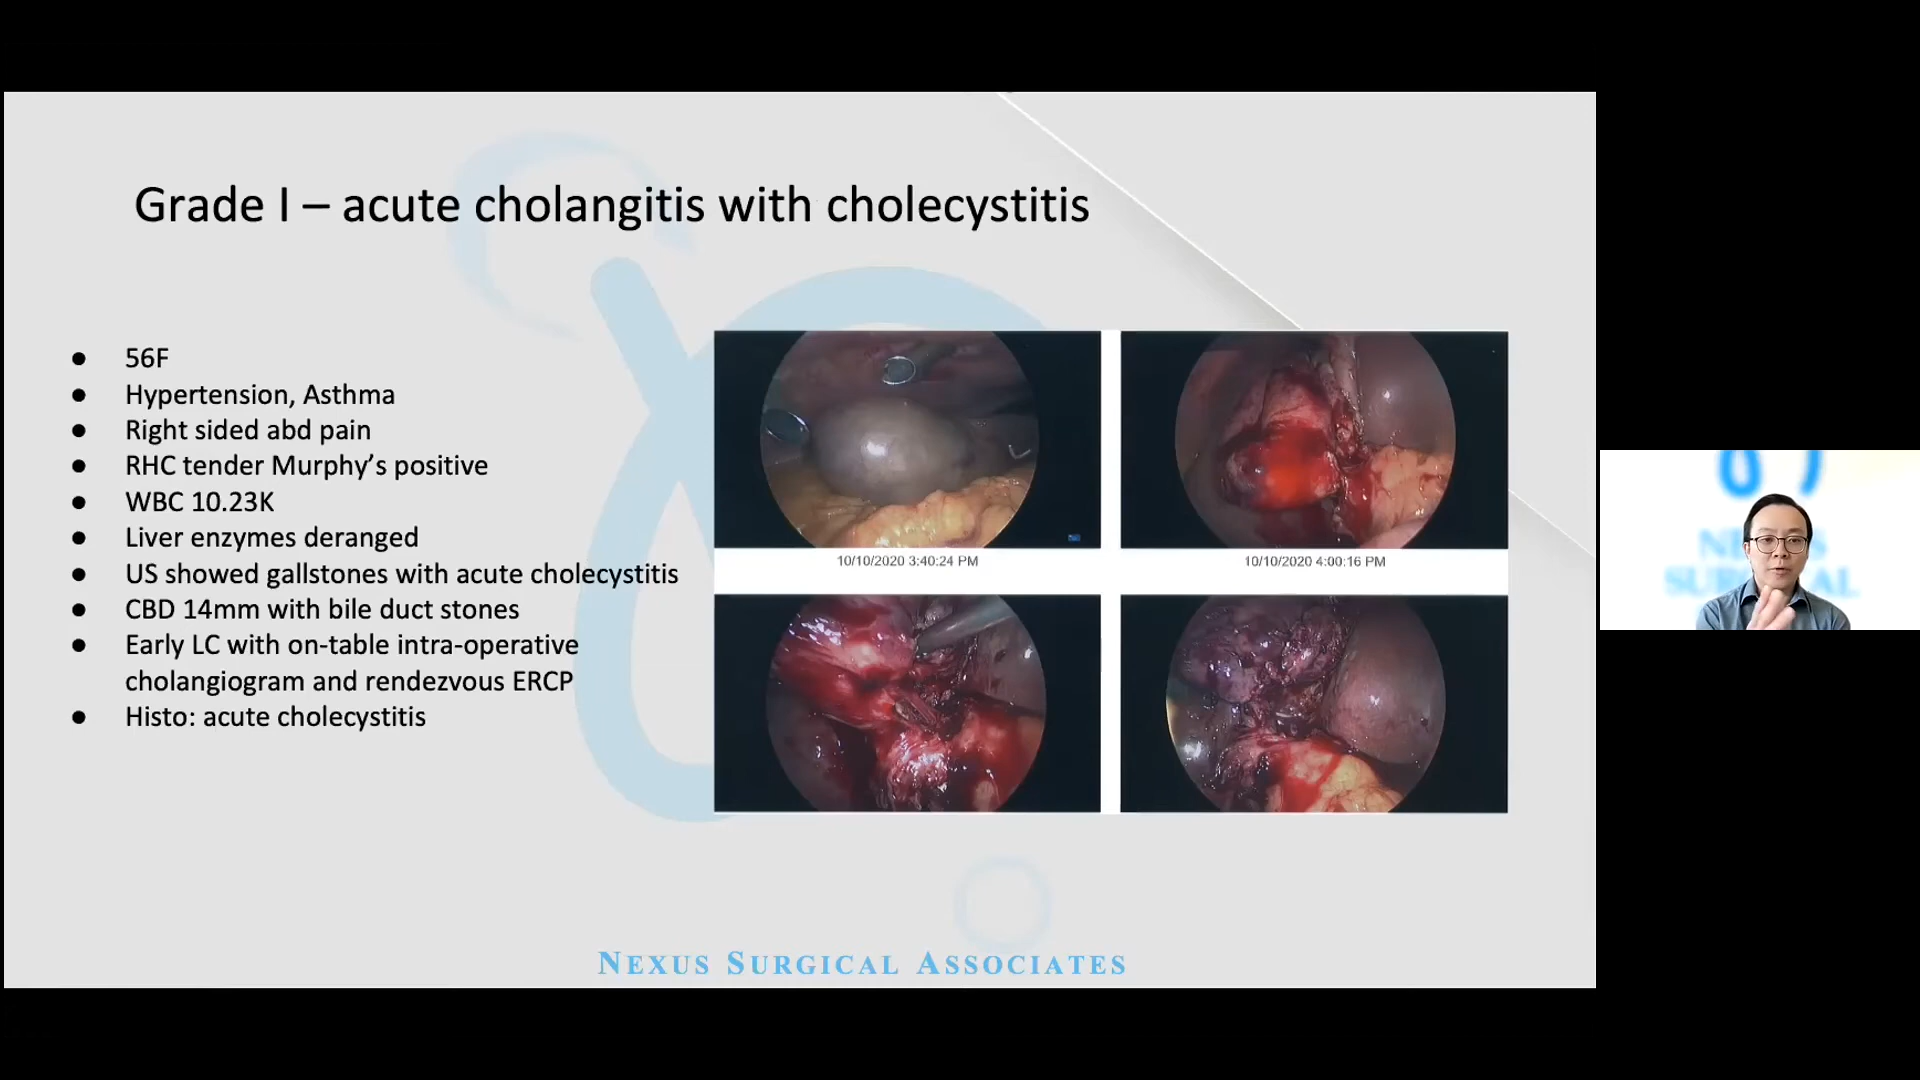 Grade I – acute cholangitis with cholecystitis
● 56F
● Hypertension, Asthma
● Right sided abd pain
● RHC tender Murphy’s positive
● WBC 10.23K
● Liver enzymes deranged
● US showed gallstones with acute cholecystitis
● CBD 14mm with bile duct stones
● Early LC with on-table intra-operative
cholangiogram and rendezvous ERCP
● Histo: acute cholecystitis
10/10/2020 3:40:24 PM
10/10/2020 4:00:16 PM
NEXUS SURGICAL ASSOCIATES